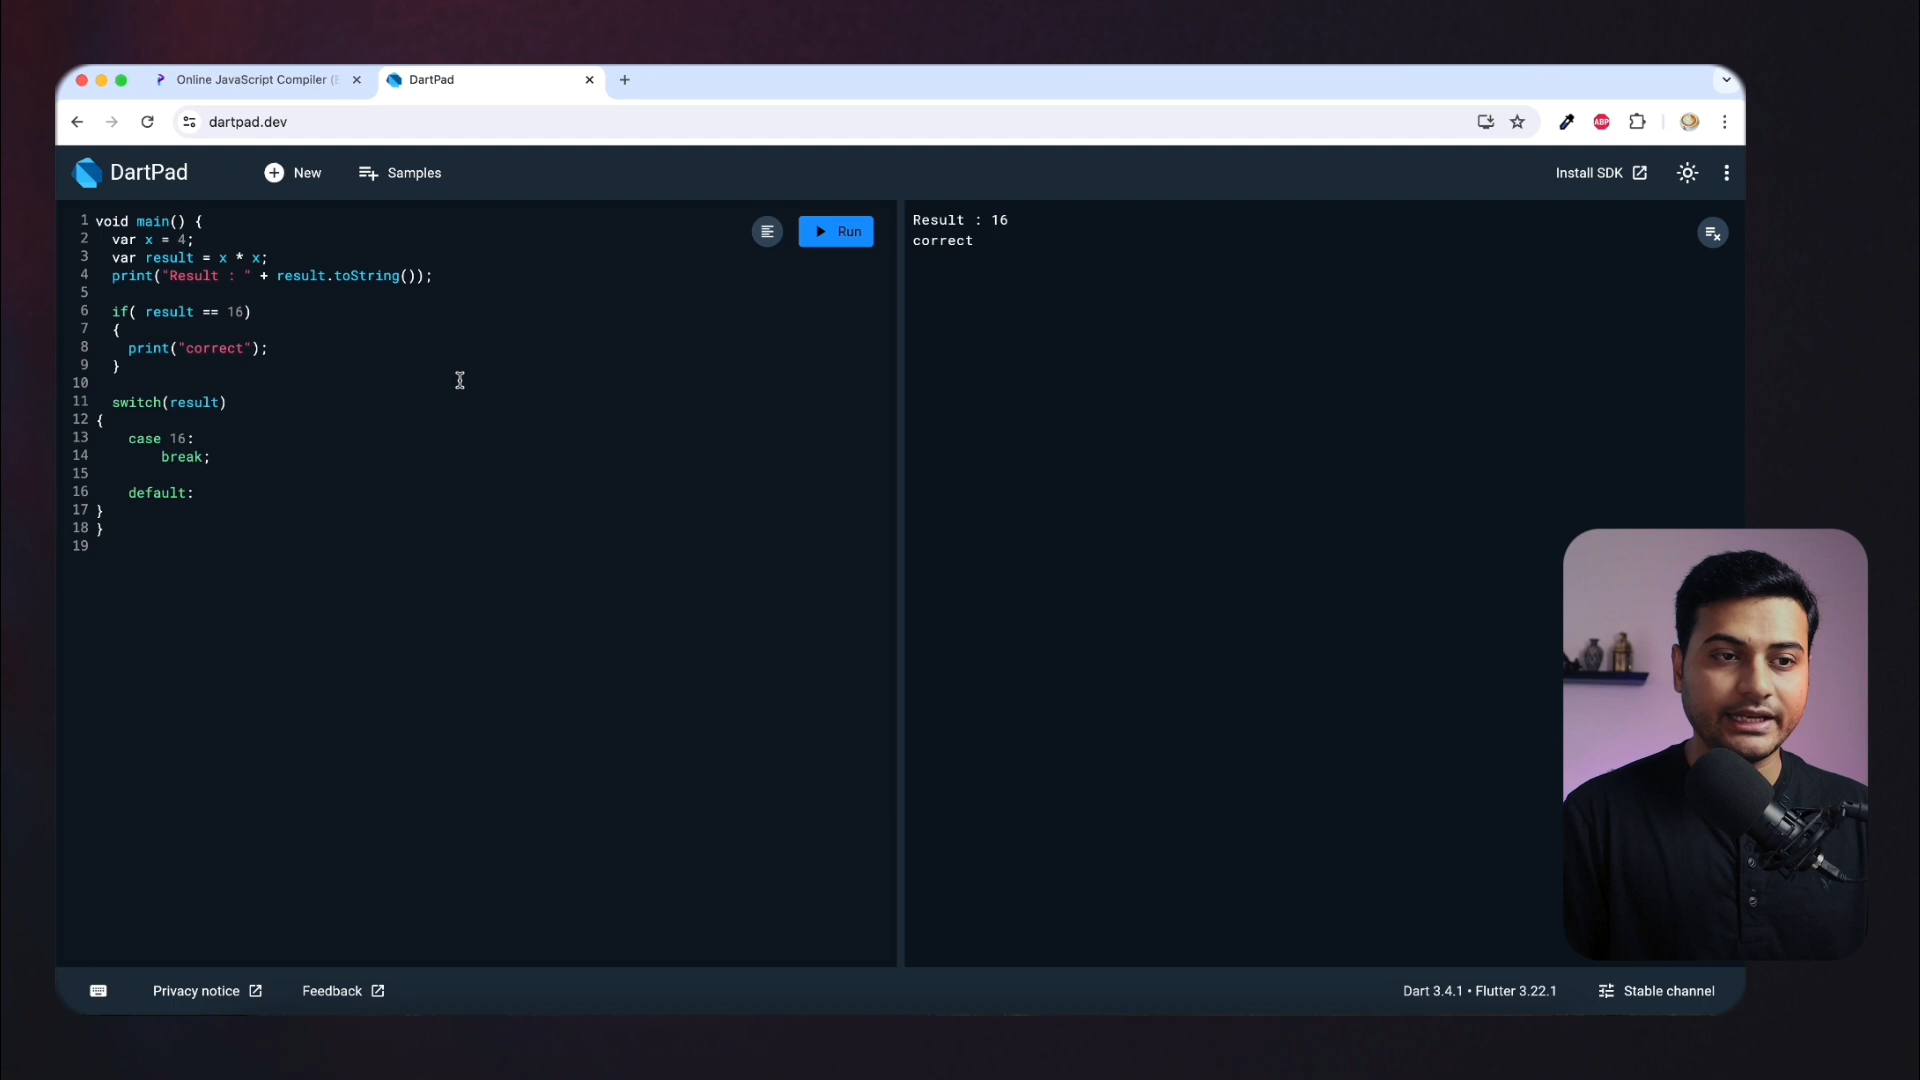 Online JavaScript Compiler (E
DartPad
dartpad.dev
ABP
DartPad
New
Samples
Install SDK
1 void main() {
2 var x = 4;
3 var result = x * x;
4 print("Result : " + result.toString());
5
6 if( result == 16)
7 {
8 print("correct");
9 }
10
11 switch(result)
12 {
13 case 16:
14 break;
15
16 default:
17 }
18 }
19
Run
Result : 16
correct
Privacy notice
Feedback
Dart 3.4.1 • Flutter 3.22.1
Stable channel